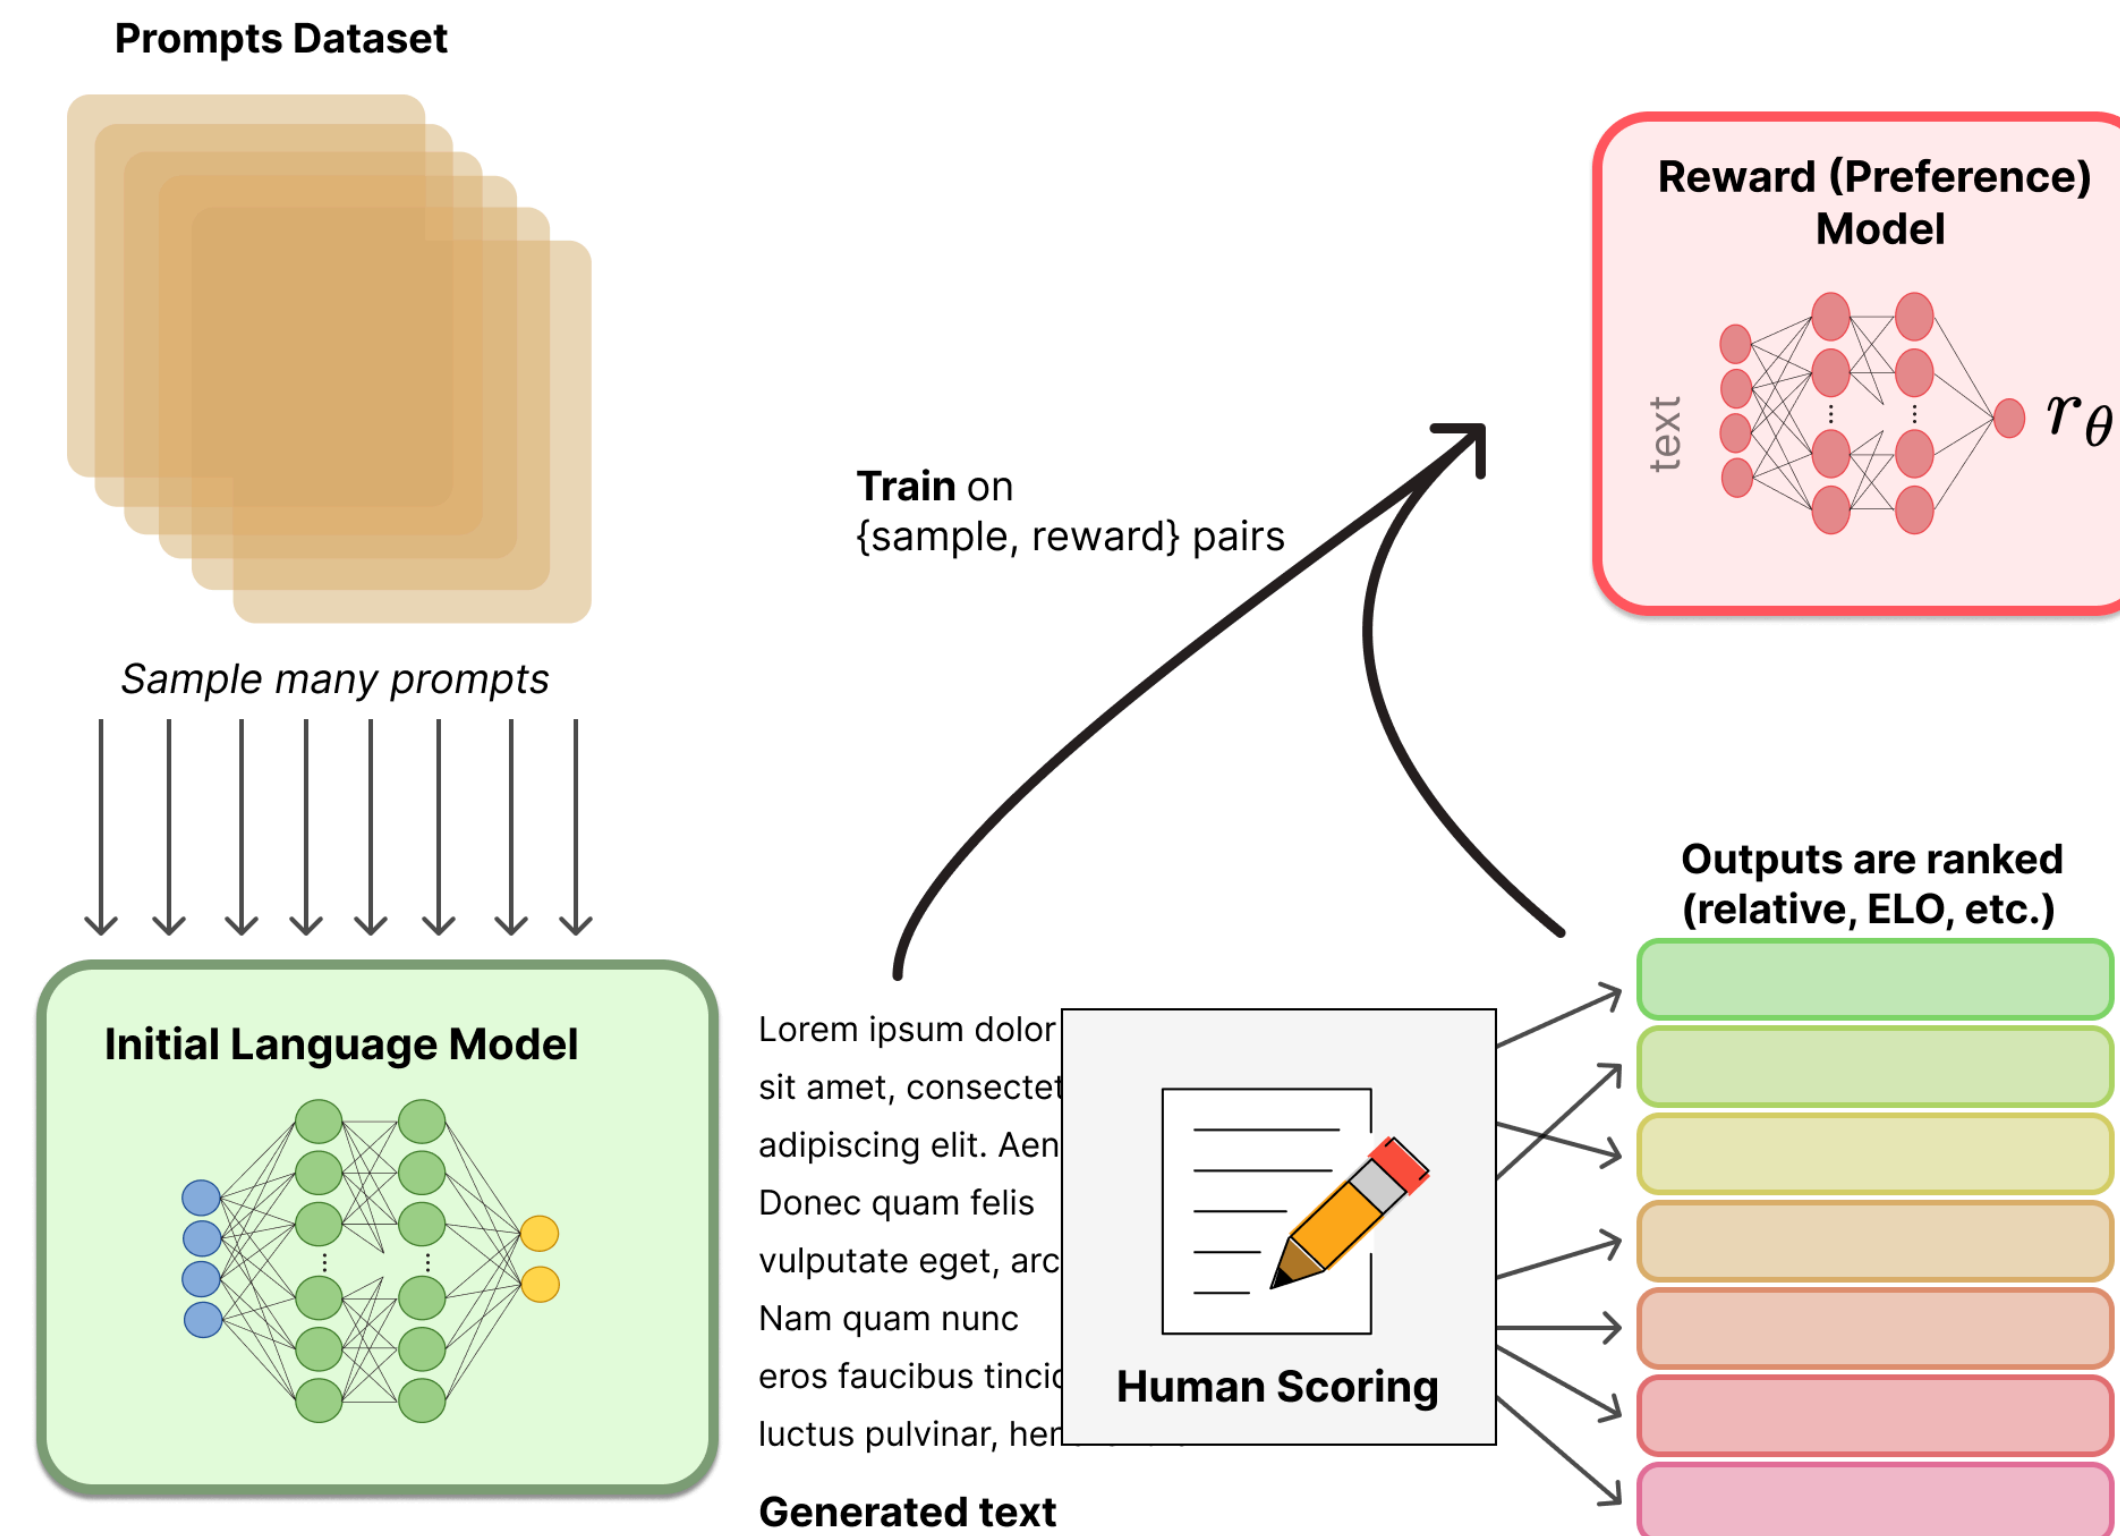 Prompts Dataset
Sample many prompts
Initial Language Model
Train on
{sample, reward} pairs
Reward (Preference)
Model
text
rθ
Lorem ipsum dolor
sit amet, consectet
adipiscing elit. Aen
Donec quam felis
vulputate eget, arc
Nam quam nunc
eros faucibus tincid
luctus pulvinar, her
Generated text
Human Scoring
Outputs are ranked
(relative, ELO, etc.)